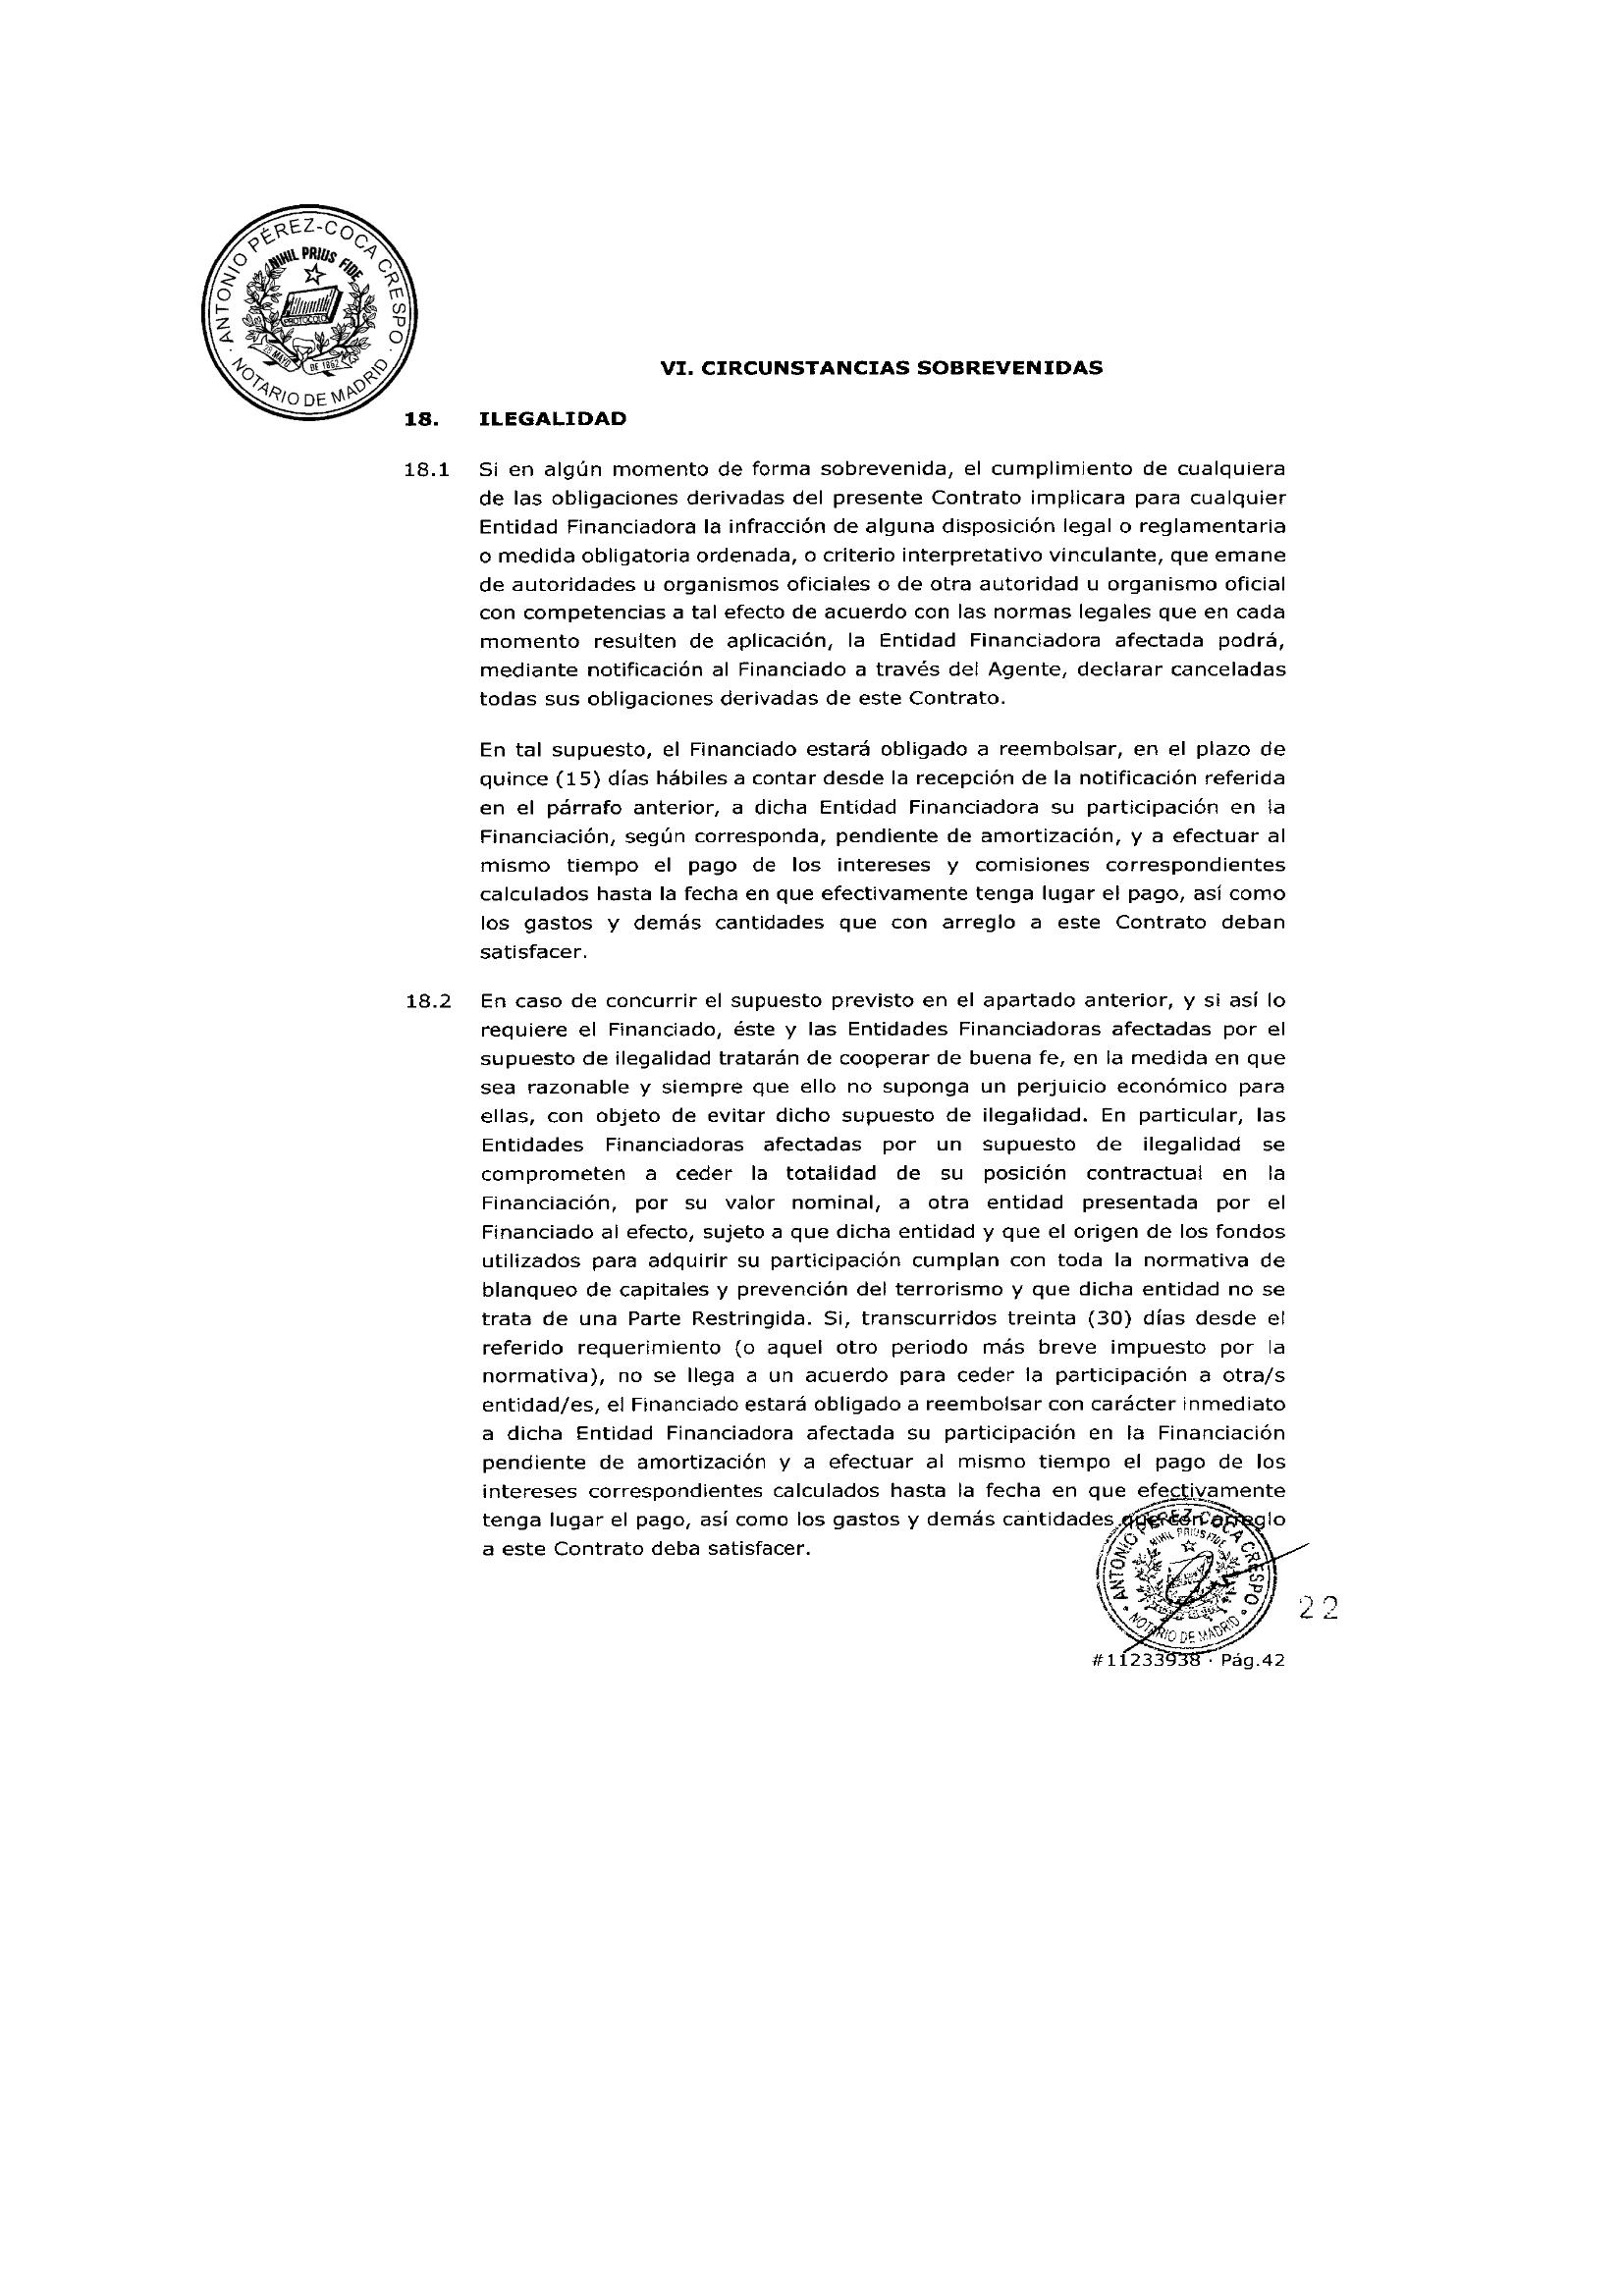 ANTONIO PÉREZ-COCA CRESPO · NOTARIO DE MADRID ·
NIHIL PRIUS FIDE
PROTOCOLO
28 MAYO DE 1862
VI. CIRCUNSTANCIAS SOBREVENIDAS
18. ILEGALIDAD
18.1 Si en algún momento de forma sobrevenida, el cumplimiento de cualquiera
de las obligaciones derivadas del presente Contrato implicara para cualquier
Entidad Financiadora la infracción de alguna disposición legal o reglamentaria
o medida obligatoria ordenada, o criterio interpretativo vinculante, que emane
de autoridades u organismos oficiales o de otra autoridad u organismo oficial
con competencias a tal efecto de acuerdo con las normas legales que en cada
momento resulten de aplicación, la Entidad Financiadora afectada podrá,
mediante notificación al Financiado a través del Agente, declarar canceladas
todas sus obligaciones derivadas de este Contrato.
En tal supuesto, el Financiado estará obligado a reembolsar, en el plazo de
quince (15) días hábiles a contar desde la recepción de la notificación referida
en el párrafo anterior, a dicha Entidad Financiadora su participación en la
Financiación, según corresponda, pendiente de amortización, y a efectuar al
mismo tiempo el pago de los intereses y comisiones correspondientes
calculados hasta la fecha en que efectivamente tenga lugar el pago, así como
los gastos y demás cantidades que con arreglo a este Contrato deban
satisfacer.
18.2 En caso de concurrir el supuesto previsto en el apartado anterior, y si así lo
requiere el Financiado, éste y las Entidades Financiadoras afectadas por el
supuesto de ilegalidad tratarán de cooperar de buena fe, en la medida en que
sea razonable y siempre que ello no suponga un perjuicio económico para
ellas, con objeto de evitar dicho supuesto de ilegalidad. En particular, las
Entidades Financiadoras afectadas por un supuesto de ilegalidad se
comprometen a ceder la totalidad de su posición contractual en la
Financiación, por su valor nominal, a otra entidad presentada por el
Financiado al efecto, sujeto a que dicha entidad y que el origen de los fondos
utilizados para adquirir su participación cumplan con toda la normativa de
blanqueo de capitales y prevención del terrorismo y que dicha entidad no se
trata de una Parte Restringida. Si, transcurridos treinta (30) días desde el
referido requerimiento (o aquel otro periodo más breve impuesto por la
normativa), no se llega a un acuerdo para ceder la participación a otra/s
entidad/es, el Financiado estará obligado a reembolsar con carácter inmediato
a dicha Entidad Financiadora afectada su participación en la Financiación
pendiente de amortización y a efectuar al mismo tiempo el pago de los
intereses correspondientes calculados hasta la fecha en que efectivamente
tenga lugar el pago, así como los gastos y demás cantidades que con arreglo
a este Contrato deba satisfacer.
ANTONIO PEREZ-COCA CRESPO · NOTARIO DE MADRID ·
NIHIL PRIUS FIDE
22
#11233938 · Pág.42